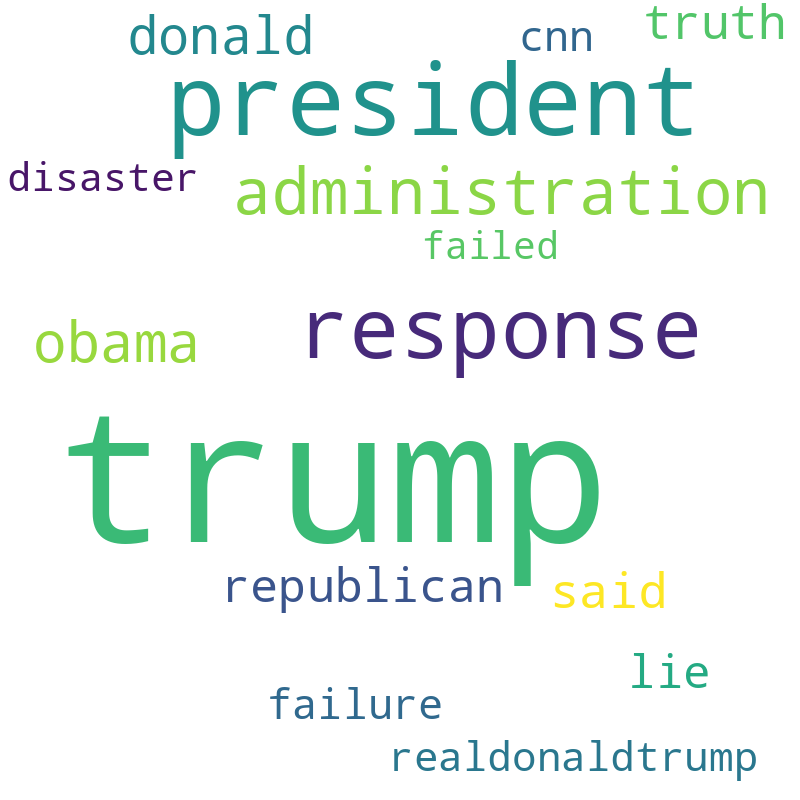 donald
cnn
truth
president
disaster
administration
failed
response
obama
trump
republican
said
lie
failure
realdonaldtrump